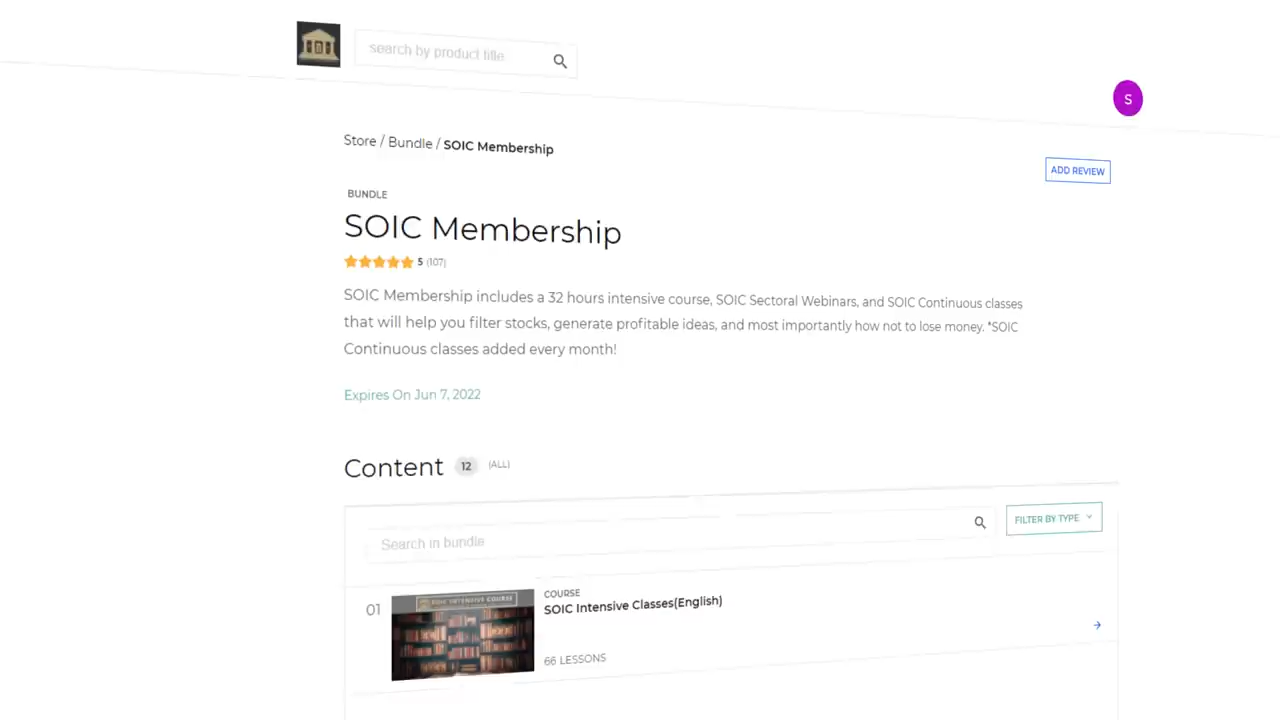 search by product title
S
Store / Bundle / SOIC Membership
ADD REVIEW
BUNDLE
SOIC Membership
5 (107)
SOIC Membership includes a 32 hours intensive course, SOIC Sectoral Webinars, and SOIC Continuous classes
that will help you filter stocks, generate profitable ideas, and most importantly how not to lose money. *SOIC
Continuous classes added every month!
Expires On Jun 7, 2022
Content 12 (ALL)
Search in bundle
FILTER BY TYPE
01
SOIC INTENSIVE COURSE
COURSE
SOIC Intensive Classes(English)
66 LESSONS